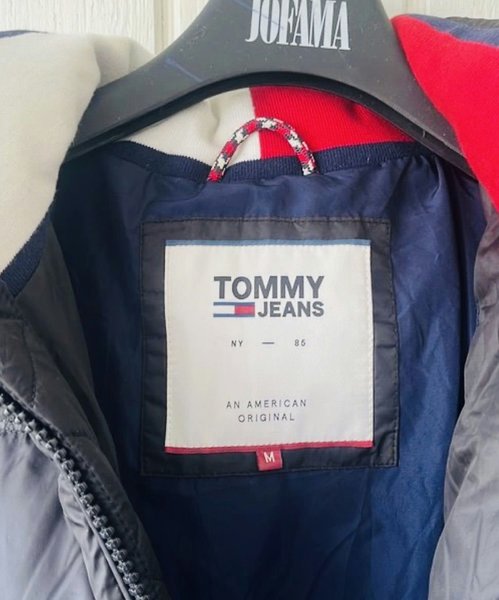 JOFAMA
TOMMY
JEANS
NY — 85
AN AMERICAN
ORIGINAL
M